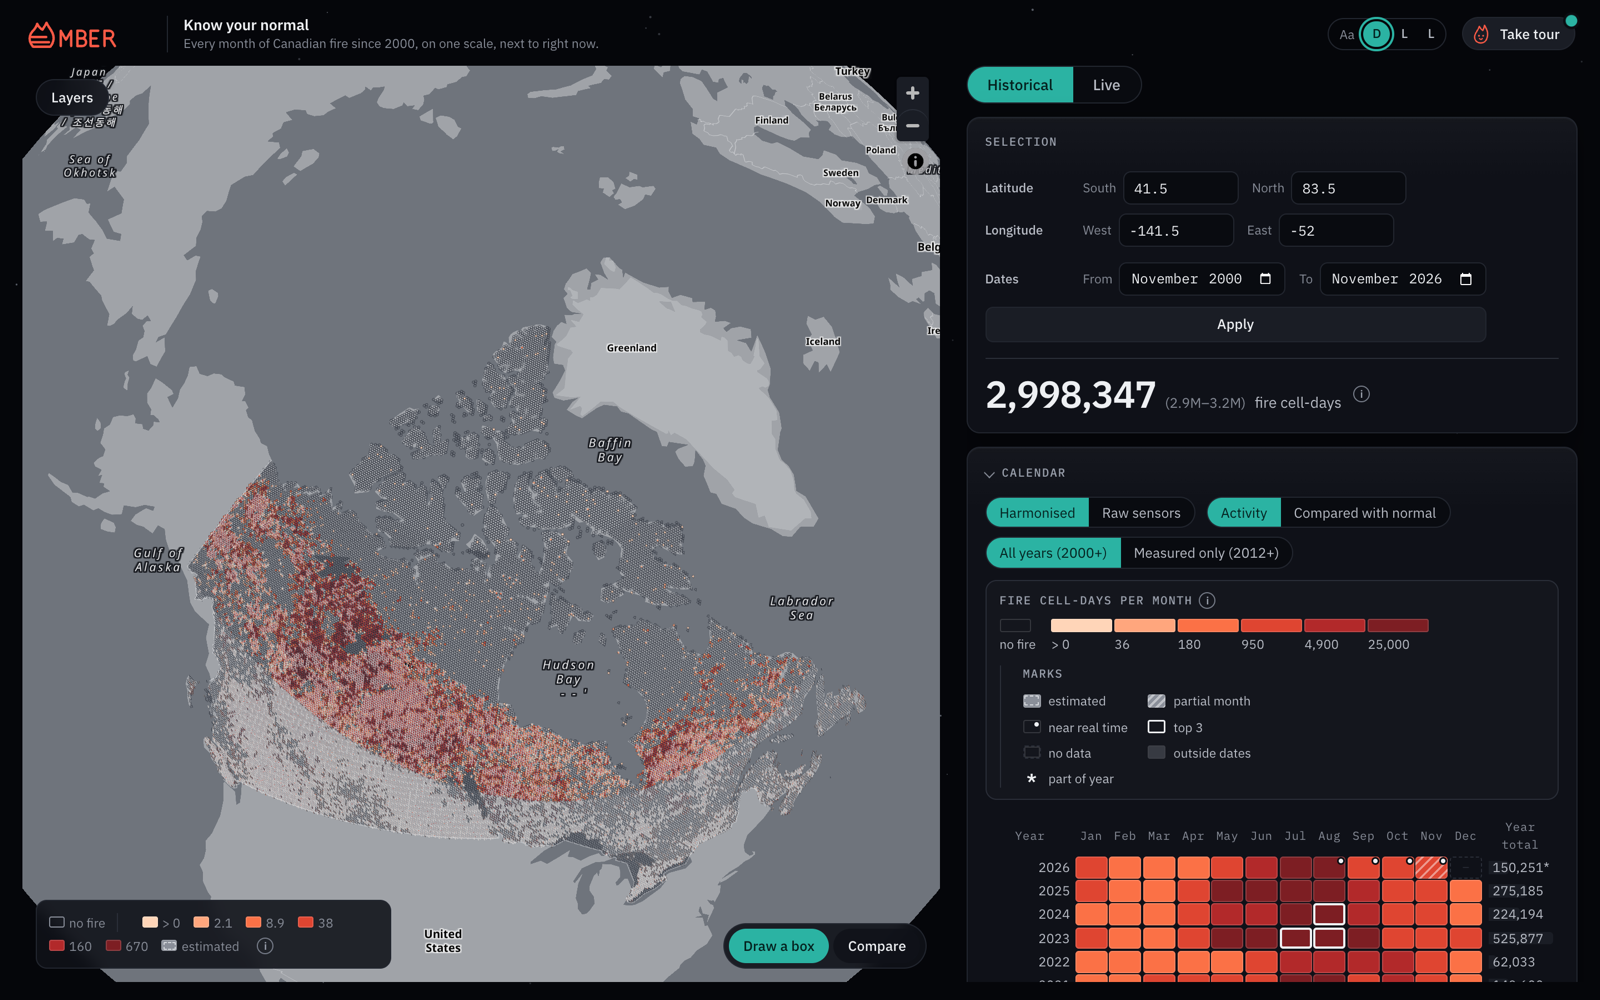 MBER
Know your normal
Every month of Canadian fire since 2000, on one scale, next to right now.
Aa D L L
Take tour
Layers
Japan
/ 조선동해
Sea of
Okhotsk
Turkey
Belarus
Беларусь
Finland
Poland
Sweden
Norway
Denmark
Greenland
Iceland
Baffin
Bay
Gulf of
Alaska
Labrador
Sea
Hudson
Bay
United
States
no fire > 0 2.1 8.9 38
160 670 estimated
Draw a box Compare
Historical Live
SELECTION
Latitude South 41.5 North 83.5
Longitude West -141.5 East -52
Dates From November 2000 To November 2026
Apply
2,998,347 (2.9M–3.2M) fire cell-days
CALENDAR
Harmonised Raw sensors Activity Compared with normal
All years (2000+) Measured only (2012+)
FIRE CELL-DAYS PER MONTH
no fire > 0 36 180 950 4,900 25,000
MARKS
estimated partial month
near real time top 3
no data outside dates
* part of year
Year Jan Feb Mar Apr May Jun Jul Aug Sep Oct Nov Dec Year total
2026 150,251*
2025 275,185
2024 224,194
2023 525,877
2022 62,033